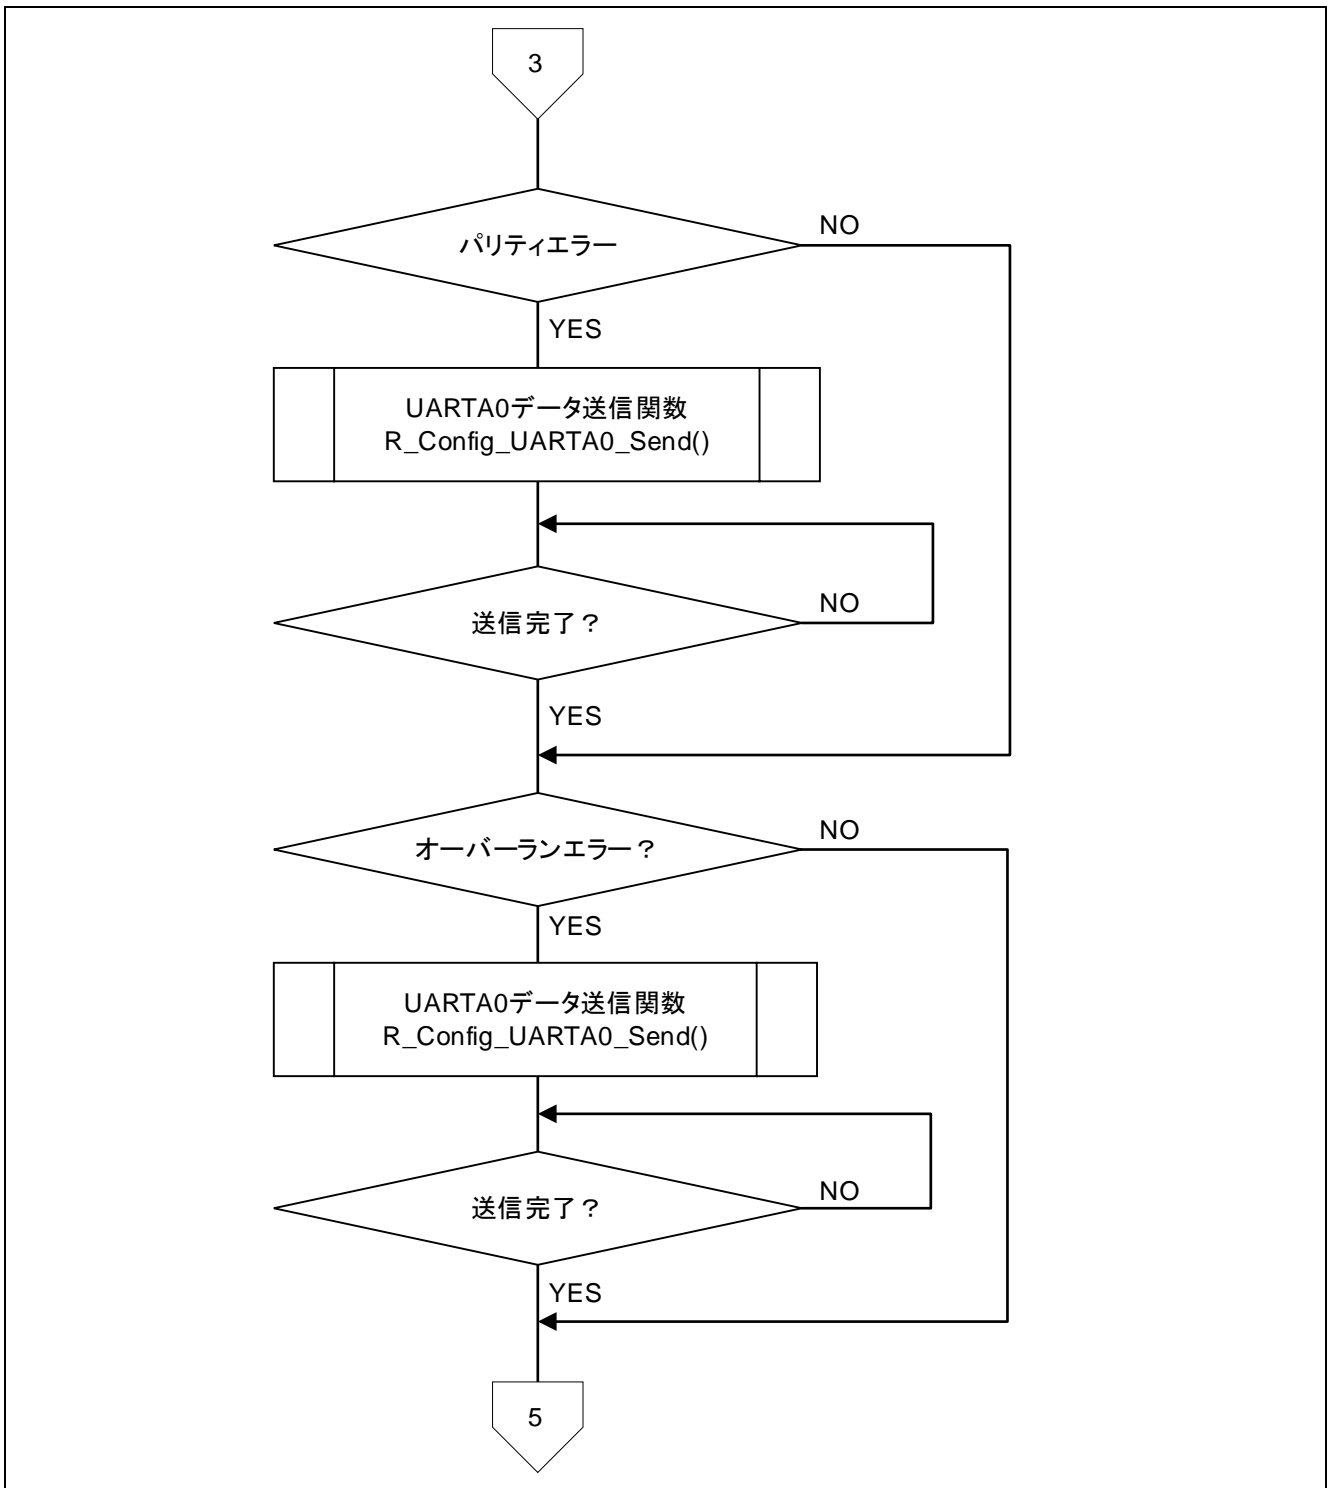 3
パリティエラー
NO
YES
UARTA0データ送信関数
R_Config_UARTA0_Send()
送信完了？
NO
YES
オーバーランエラー？
NO
YES
UARTA0データ送信関数
R_Config_UARTA0_Send()
送信完了？
NO
YES
5